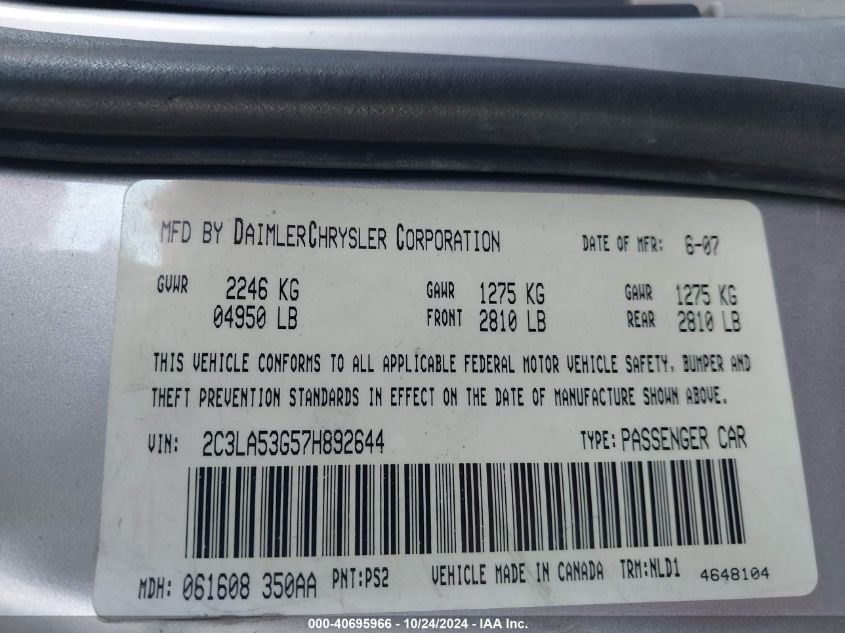 MFD BY DAIMLERCHRYSLER CORPORATION DATE OF MFR: 6-07
GVWR 2246 KG GAWR 1275 KG GAWR 1275 KG
04950 LB FRONT 2810 LB REAR 2810 LB
THIS VEHICLE CONFORMS TO ALL APPLICABLE FEDERAL MOTOR VEHICLE SAFETY, BUMPER AND
THEFT PREVENTION STANDARDS IN EFFECT ON THE DATE OF MANUFACTURE SHOWN ABOVE.
VIN: 2C3LA53G57H892644 TYPE: PASSENGER CAR
MDH: 061608 350AA PNT:PS2 VEHICLE MADE IN CANADA TRM:NLD1 4648104
000-40695966 - 10/24/2024 - IAA Inc.